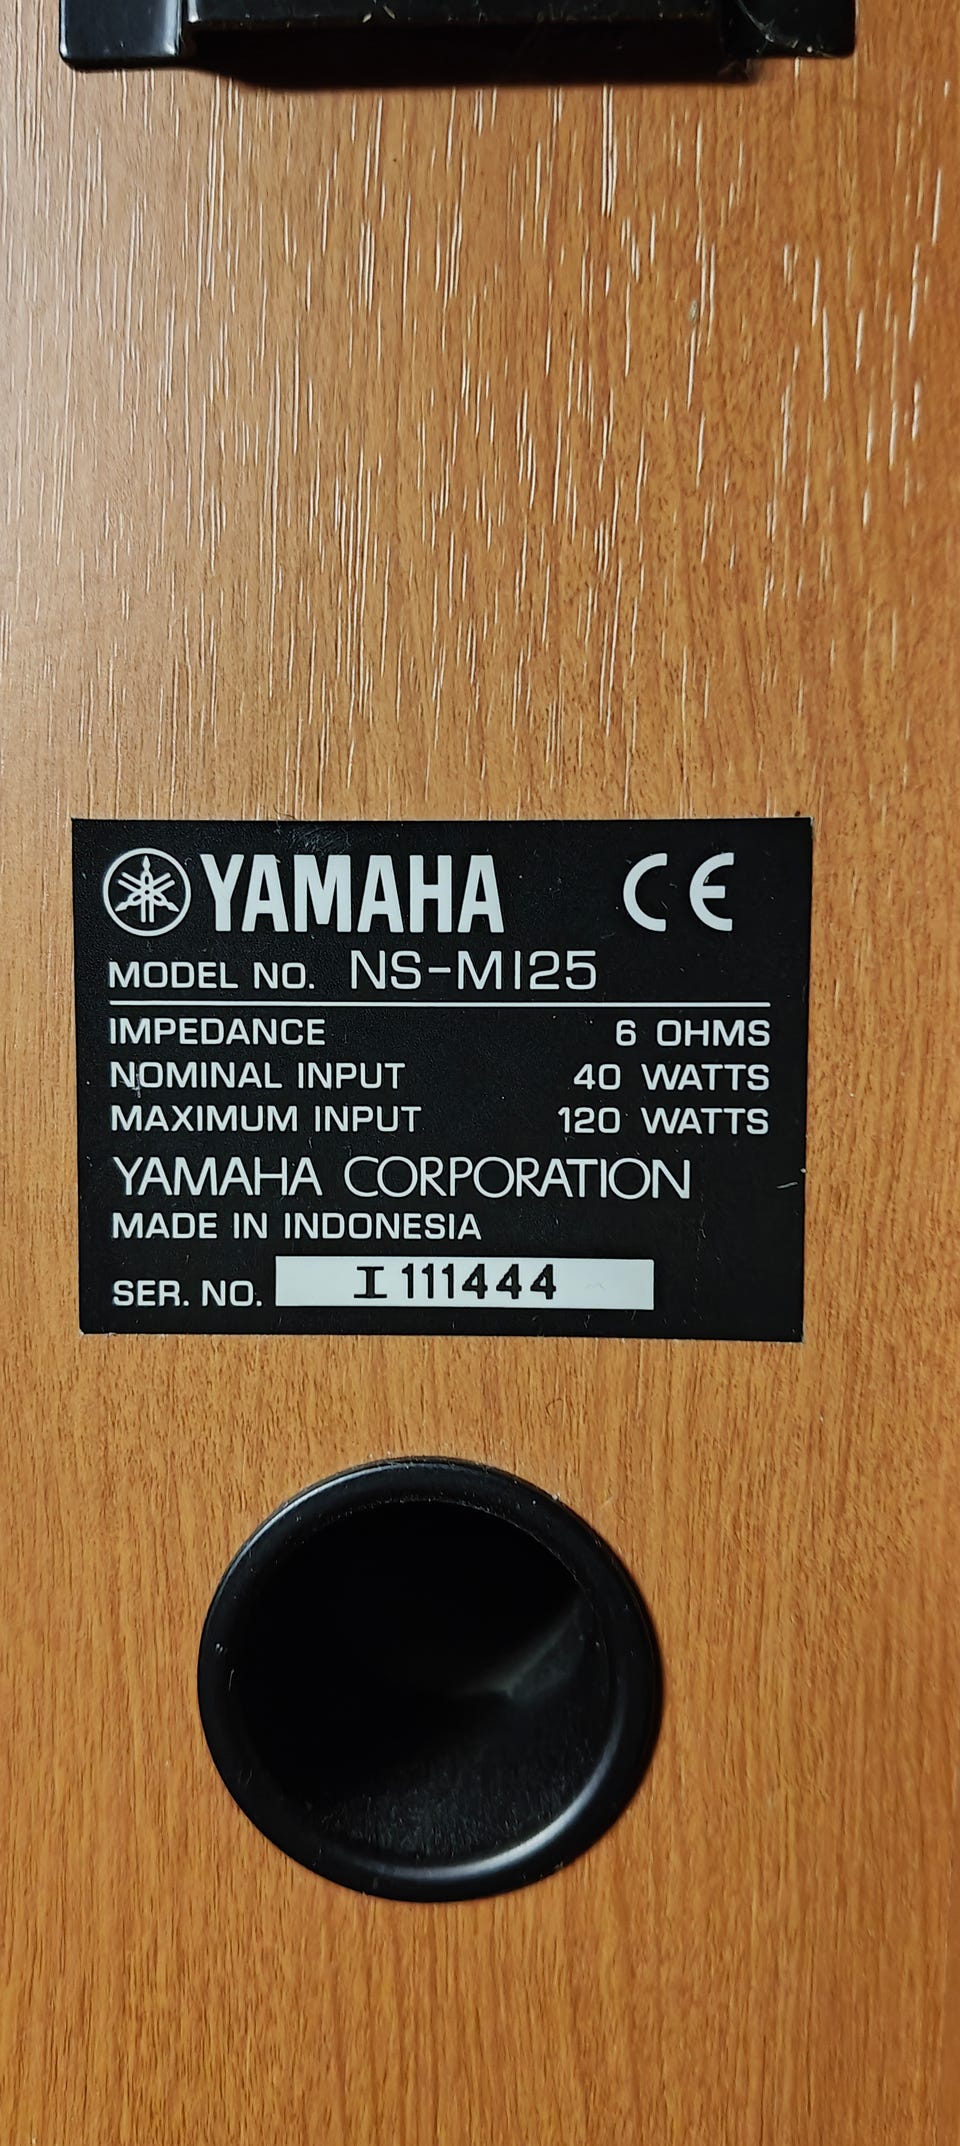 YAMAHA CE
MODEL NO. NS-M125
IMPEDANCE 6 OHMS
NOMINAL INPUT 40 WATTS
MAXIMUM INPUT 120 WATTS
YAMAHA CORPORATION
MADE IN INDONESIA
SER. NO. I 111444